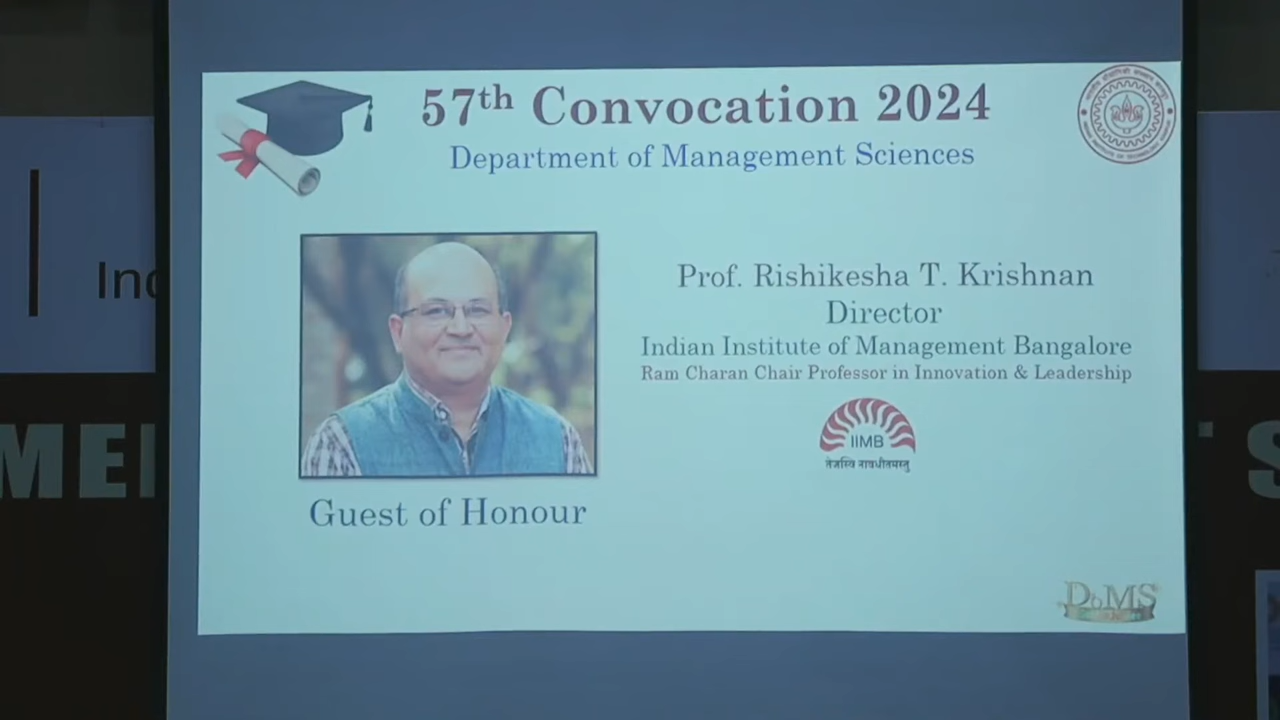 57th Convocation 2024
Department of Management Sciences
Prof. Rishikesha T. Krishnan
Director
Indian Institute of Management Bangalore
Ram Charan Chair Professor in Innovation & Leadership
IIMB
तेजस्वि नावधीतमस्तु
Guest of Honour
DoMS
Ind
MEN
S